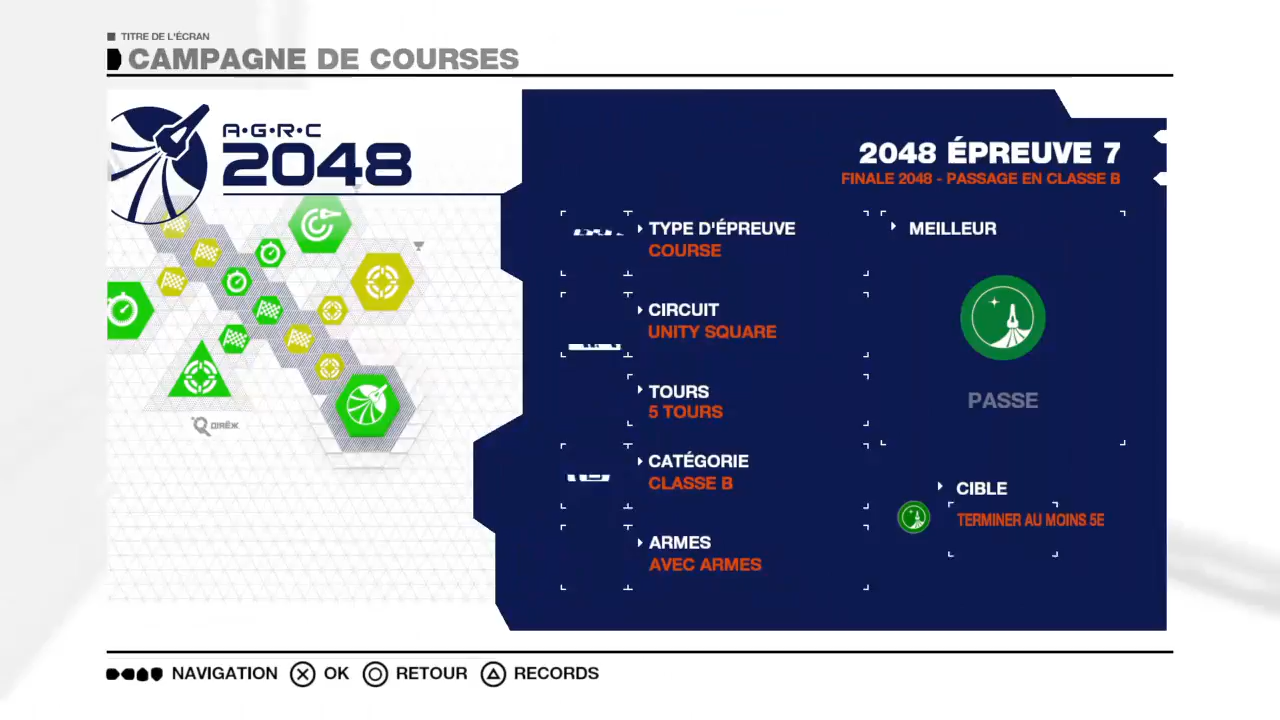 TITRE DE L'ÉCRAN
CAMPAGNE DE COURSES
A·G·R·C
2048
QIRËX
2048 ÉPREUVE 7
FINALE 2048 - PASSAGE EN CLASSE B
TYPE D'ÉPREUVE
COURSE
CIRCUIT
UNITY SQUARE
TOURS
5 TOURS
CATÉGORIE
CLASSE B
ARMES
AVEC ARMES
MEILLEUR
PASSE
CIBLE
TERMINER AU MOINS 5E
NAVIGATION OK RETOUR RECORDS